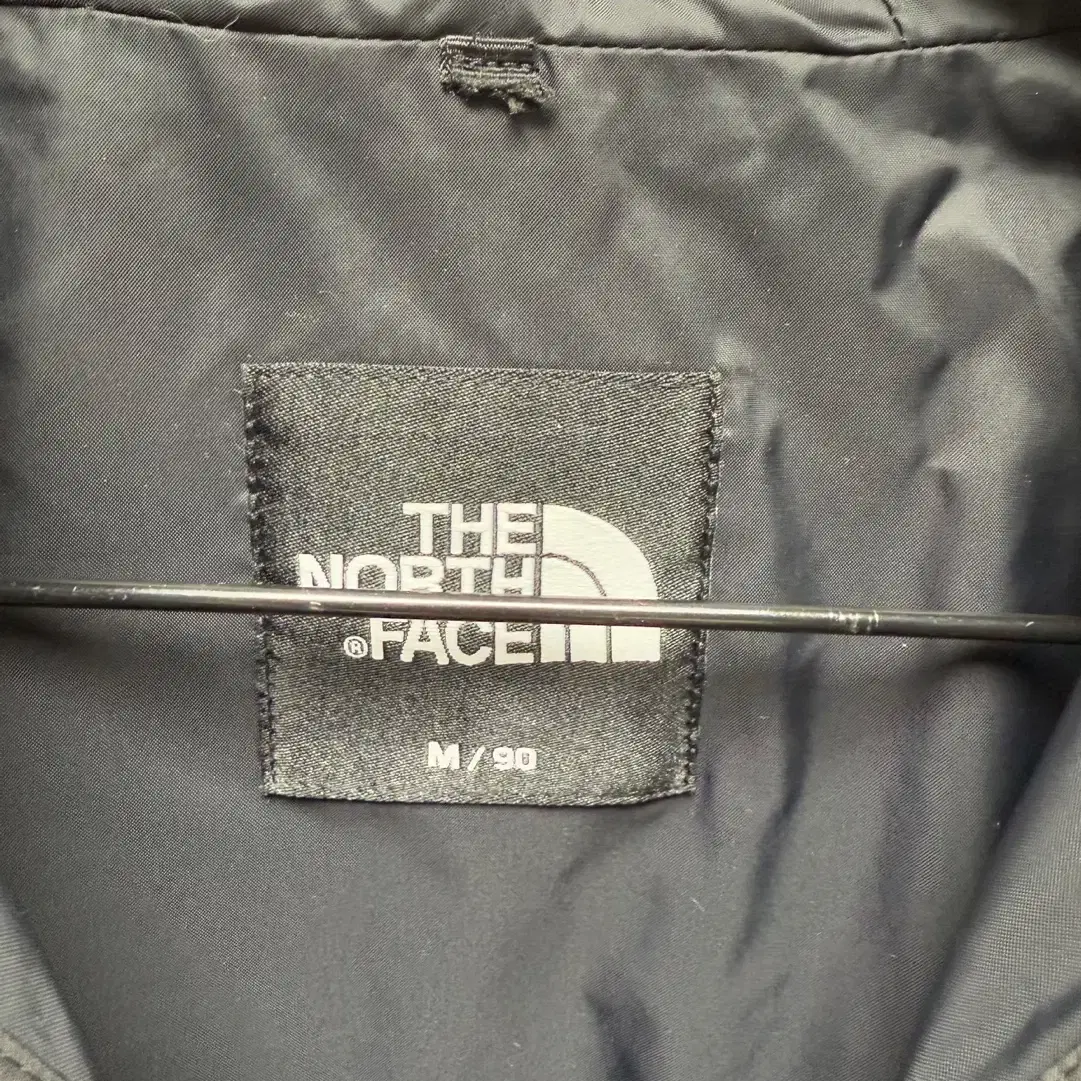 THE
NORTH
®FACE
M / 90